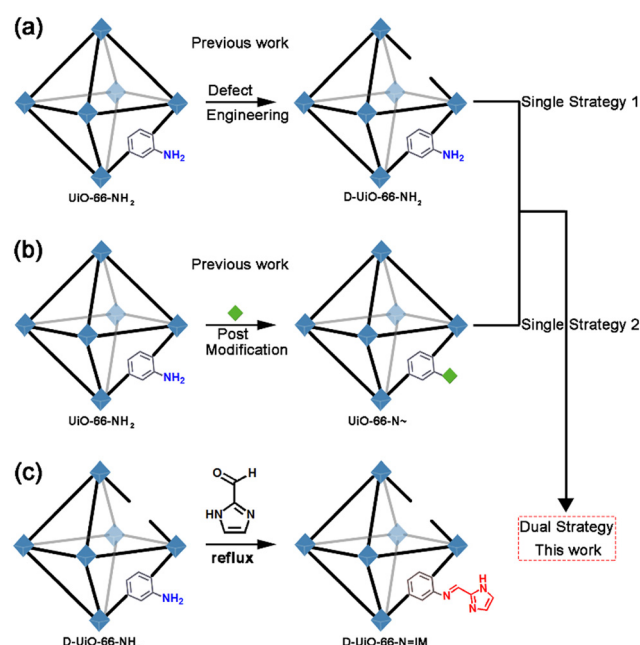 (a)
Previous work
Defect
Engineering
NH₂
NH₂
UiO-66-NH₂
D-UiO-66-NH₂
Single Strategy 1
(b)
Previous work
Post
Modification
NH₂
UiO-66-NH₂
UiO-66-N~
Single Strategy 2
(c)
O
H
HN
N
reflux
NH₂
H
N
N
N
D-UiO-66-NH
D-UiO-66-N=IM
Dual Strategy
This work